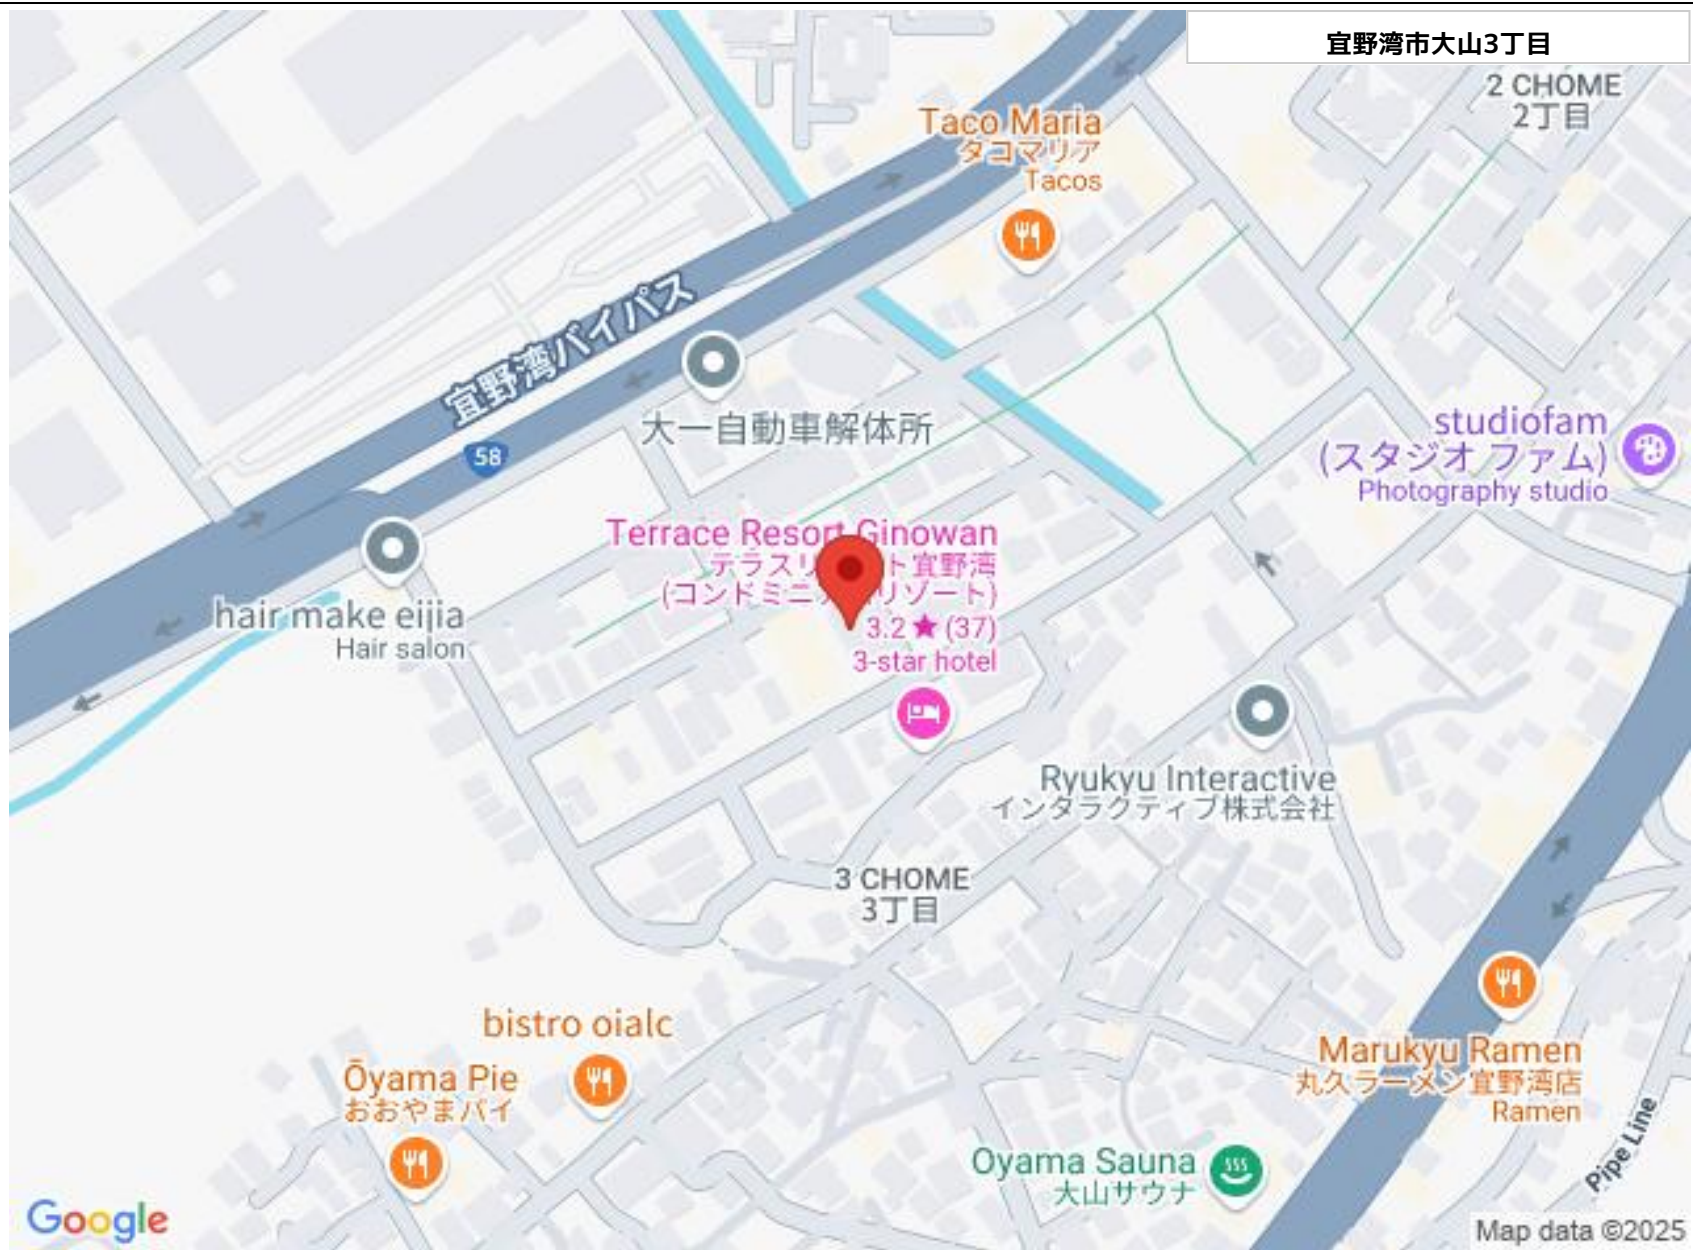 宜野湾市大山3丁目
2 CHOME
2丁目
Taco Maria
タコマリア
Tacos
宜野湾バイパス
58
大一自動車解体所
studiofam
(スタジオ ファム)
Photography studio
Terrace Resort Ginowan
3.2 ★ (37)
3-star hotel
hair make eijia
Hair salon
Ryukyu Interactive
インタラクティブ株式会社
3 CHOME
3丁目
bistro oialc
Ōyama Pie
おおやまパイ
Marukyu Ramen
丸久ラーメン宜野湾店
Ramen
Pipe Line
Oyama Sauna
大山サウナ
Google
Map data ©2025